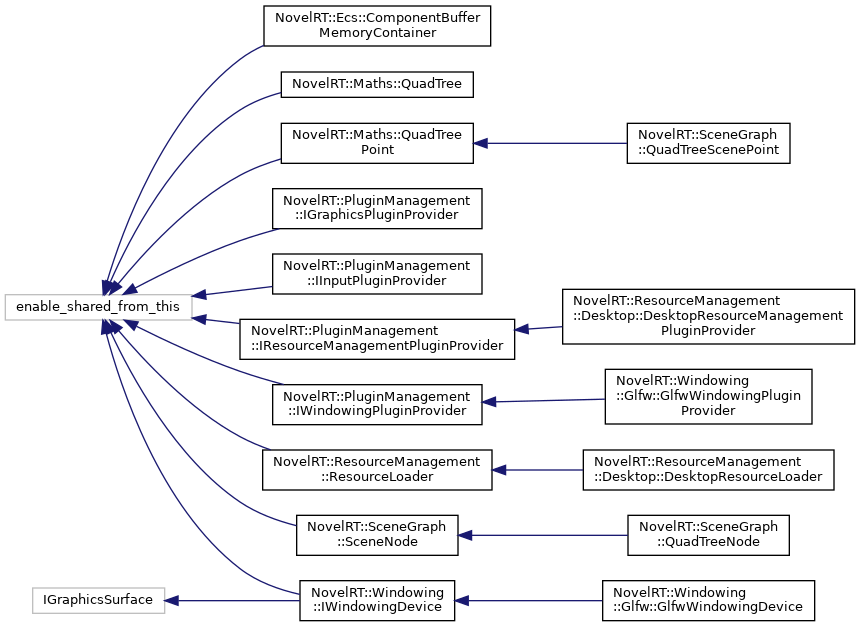 NovelRT::Ecs::ComponentBuffer
MemoryContainer
NovelRT::Maths::QuadTree
NovelRT::Maths::QuadTree
Point
NovelRT::SceneGraph
::QuadTreeScenePoint
NovelRT::PluginManagement
::IGraphicsPluginProvider
NovelRT::PluginManagement
::IInputPluginProvider
enable_shared_from_this
NovelRT::PluginManagement
::IResourceManagementPluginProvider
NovelRT::ResourceManagement
::Desktop::DesktopResourceManagement
PluginProvider
NovelRT::PluginManagement
::IWindowingPluginProvider
NovelRT::Windowing
::Glfw::GlfwWindowingPlugin
Provider
NovelRT::ResourceManagement
::ResourceLoader
NovelRT::ResourceManagement
::Desktop::DesktopResourceLoader
NovelRT::SceneGraph
::SceneNode
NovelRT::SceneGraph
::QuadTreeNode
IGraphicsSurface
NovelRT::Windowing
::IWindowingDevice
NovelRT::Windowing
::Glfw::GlfwWindowingDevice